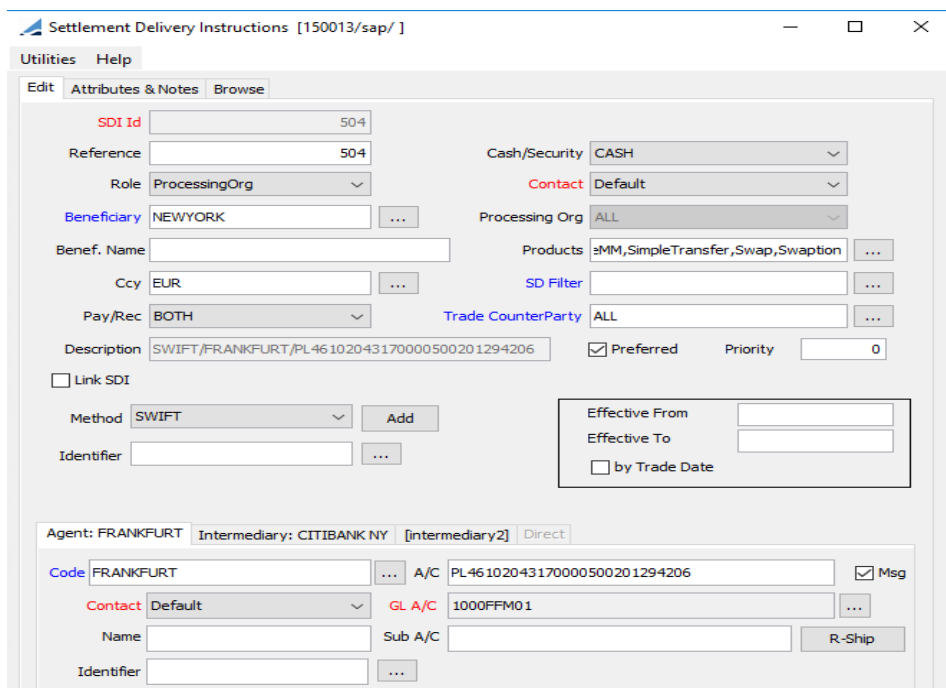 Settlement Delivery Instructions [150013/sap/ ]
Utilities Help
Edit Attributes & Notes Browse
SDI Id 504
Reference 504 Cash/Security CASH
Role ProcessingOrg Contact Default
Beneficiary NEWYORK ... Processing Org ALL
Benef. Name Products eMM,SimpleTransfer,Swap,Swaption ...
Ccy EUR ... SD Filter ...
Pay/Rec BOTH Trade CounterParty ALL ...
Description SWIFT/FRANKFURT/PL46102043170000500201294206 Preferred Priority 0
Link SDI
Method SWIFT Add Effective From
Effective To
Identifier ... by Trade Date
Agent: FRANKFURT Intermediary: CITIBANK NY [intermediary2] Direct
Code FRANKFURT ... A/C PL46102043170000500201294206 Msg
Contact Default GL A/C 1000FFM01 ...
Name Sub A/C R-Ship
Identifier ...